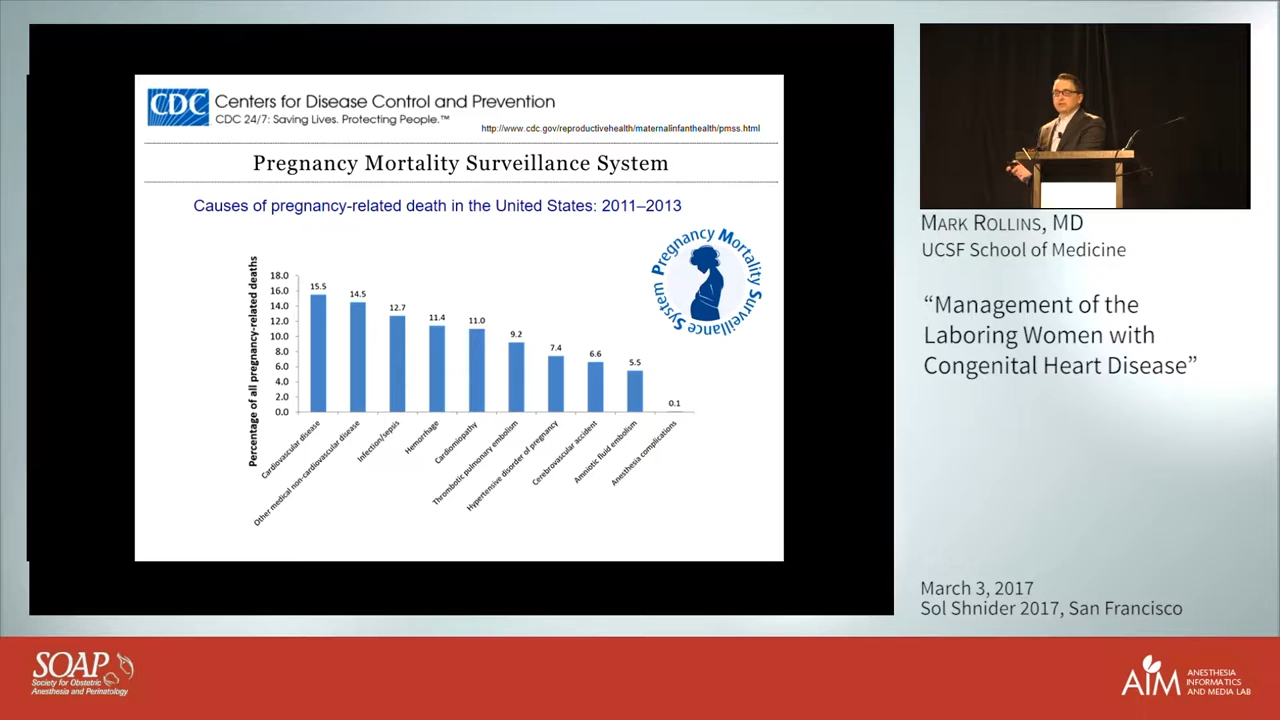 CDC
Centers for Disease Control and Prevention
CDC 24/7: Saving Lives. Protecting People.™
http://www.cdc.gov/reproductivehealth/maternalinfanthealth/pmss.html
Pregnancy Mortality Surveillance System
Causes of pregnancy-related death in the United States: 2011–2013
Pregnancy Mortality Surveillance System
Percentage of all pregnancy-related deaths
18.0
16.0
14.0
12.0
10.0
8.0
6.0
4.0
2.0
0.0
15.5
14.5
12.7
11.4
11.0
9.2
7.4
6.6
5.5
0.1
Cardiovascular disease
Other medical non-cardiovascular disease
Infection/sepsis
Hemorrhage
Cardiomiopathy
Thrombotic pulmonary embolism
Hypertensive disorder of pregnancy
Cerebrovascular accident
Amniotic fluid embolism
Anesthesia complications
MARK ROLLINS, MD
UCSF School of Medicine
“Management of the
Laboring Women with
Congenital Heart Disease”
March 3, 2017
Sol Shnider 2017, San Francisco
SOAP
Society for Obstetric
Anesthesia and Perinatology
AIM
ANESTHESIA
INFORMATICS
AND MEDIA LAB